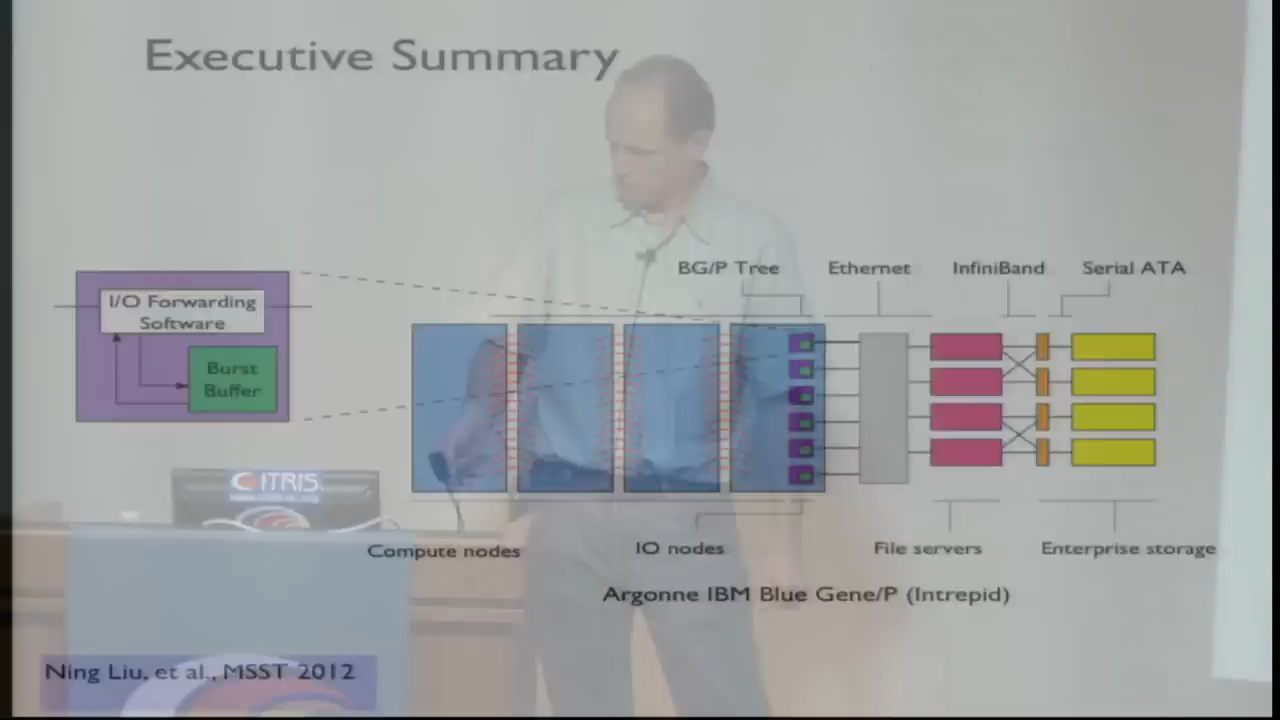 Executive Summary
BG/P Tree
Ethernet
InfiniBand
Serial ATA
I/O Forwarding
Software
Burst
Buffer
CITRIS
Compute nodes
IO nodes
File servers
Enterprise storage
Argonne IBM Blue Gene/P (Intrepid)
Ning Liu, et al., MSST 2012